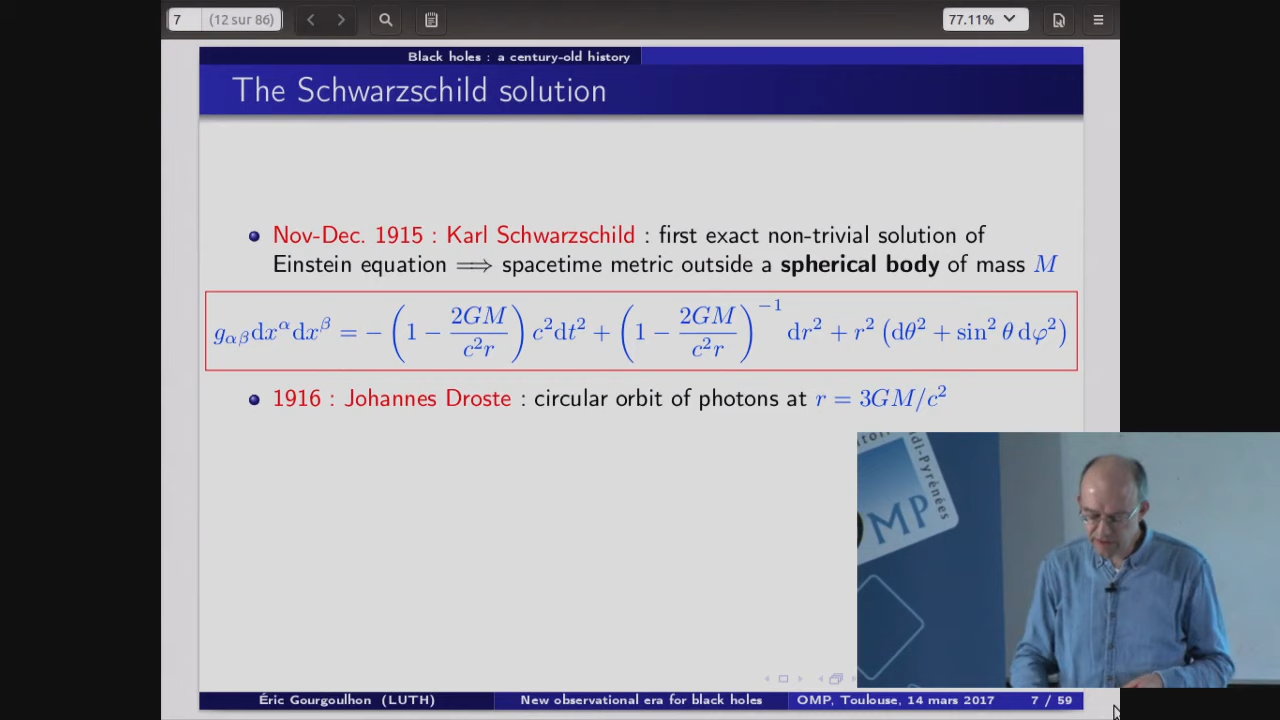 7 (12 sur 86) 77.11%
Black holes : a century-old history
The Schwarzschild solution
Nov-Dec. 1915 : Karl Schwarzschild : first exact non-trivial solution of
Einstein equation ⟹ spacetime metric outside a spherical body of mass M
g_{αβ}dx^αdx^β = −(1 − 2GM/c²r) c²dt² + (1 − 2GM/c²r)^{−1} dr² + r² (dθ² + sin² θ dφ²)
1916 : Johannes Droste : circular orbit of photons at r = 3GM/c²
idi-Pyrénées
MP
Éric Gourgoulhon (LUTH) New observational era for black holes OMP, Toulouse, 14 mars 2017 7 / 59